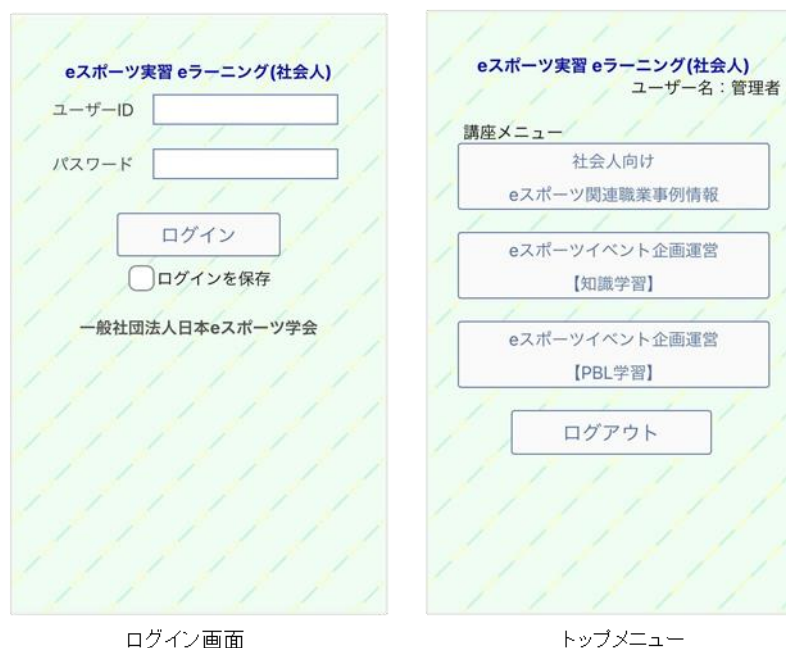 eスポーツ実習 eラーニング(社会人)
ユーザーID
パスワード
ログイン
ログインを保存
一般社団法人日本eスポーツ学会
ログイン画面
eスポーツ実習 eラーニング(社会人)
ユーザー名：管理者
講座メニュー
社会人向け
eスポーツ関連職業事例情報
eスポーツイベント企画運営
【知識学習】
eスポーツイベント企画運営
【PBL学習】
ログアウト
トップメニュー